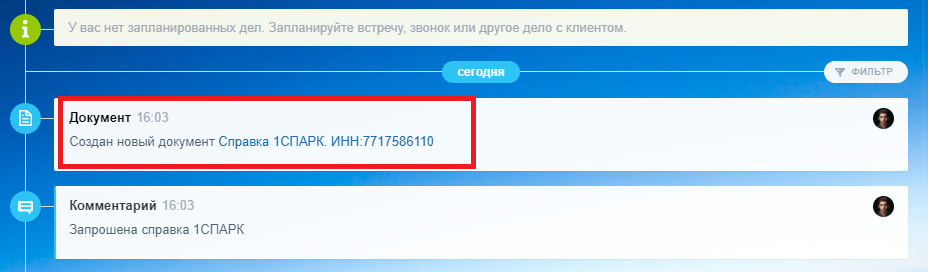 У вас нет запланированных дел. Запланируйте встречу, звонок или другое дело с клиентом.
сегодня
ФИЛЬТР
Документ 16:03
Создан новый документ Справка 1СПАРК. ИНН:7717586110
Комментарий 16:03
Запрошена справка 1СПАРК